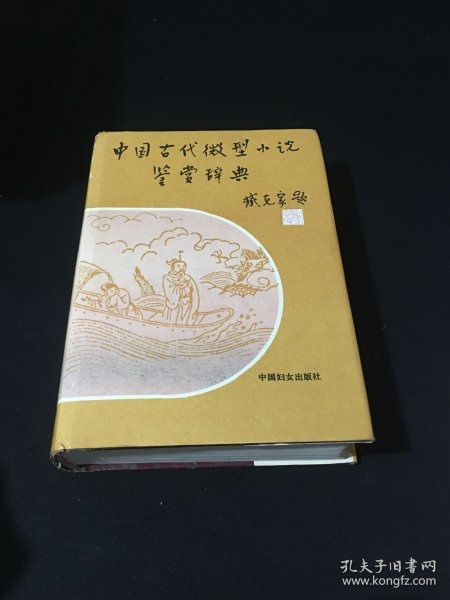 中国古代微型小说
鉴赏辞典
臧克家题
中国妇女出版社
孔夫子旧书网
www.kongfz.com